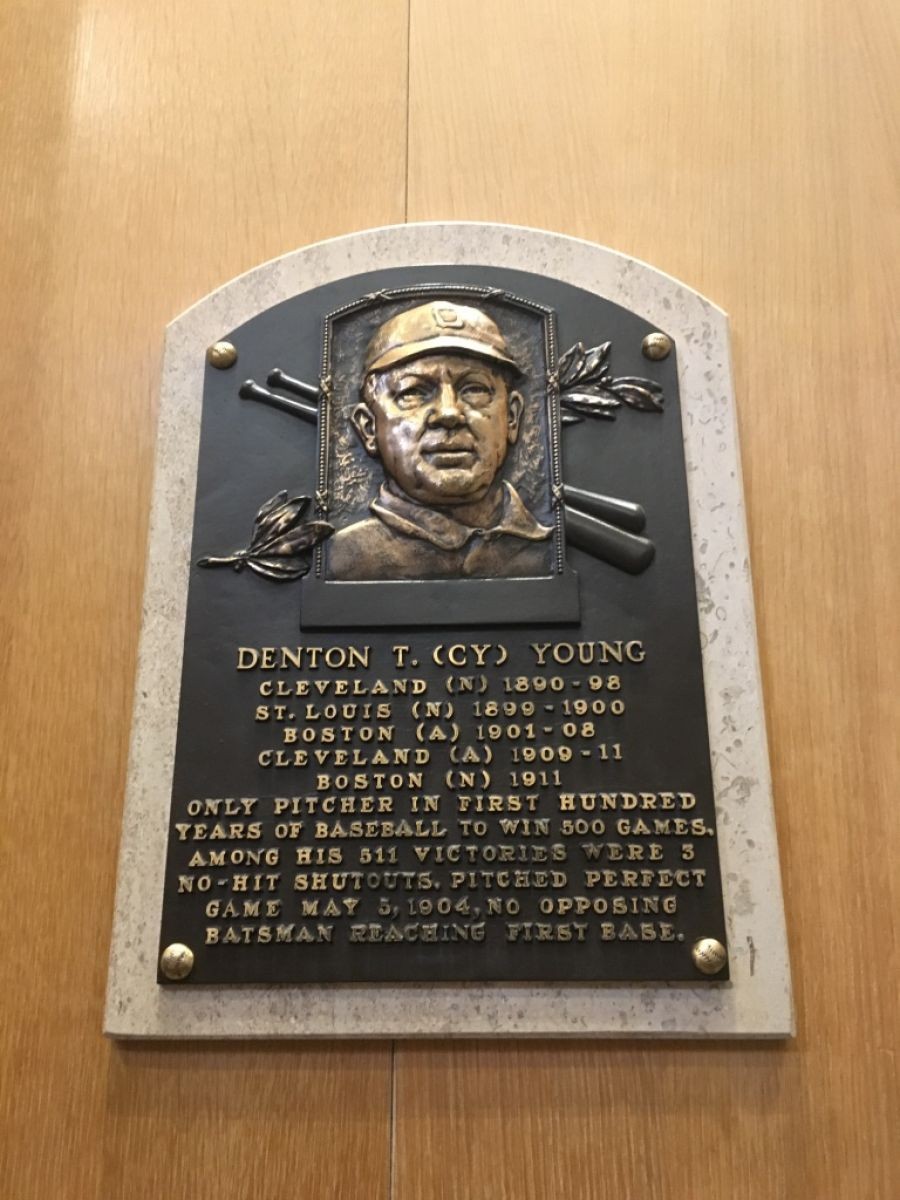 B
DENTON T. (CY) YOUNG
CLEVELAND (N) 1890-98
ST. LOUIS (N) 1899-1900
BOSTON (A) 1901-08
CLEVELAND (A) 1909-11
BOSTON (N) 1911
ONLY PITCHER IN FIRST HUNDRED
YEARS OF BASEBALL TO WIN 500 GAMES.
AMONG HIS 511 VICTORIES WERE 3
NO-HIT SHUTOUTS. PITCHED PERFECT
GAME MAY 5, 1904, NO OPPOSING
BATSMAN REACHING FIRST BASE.